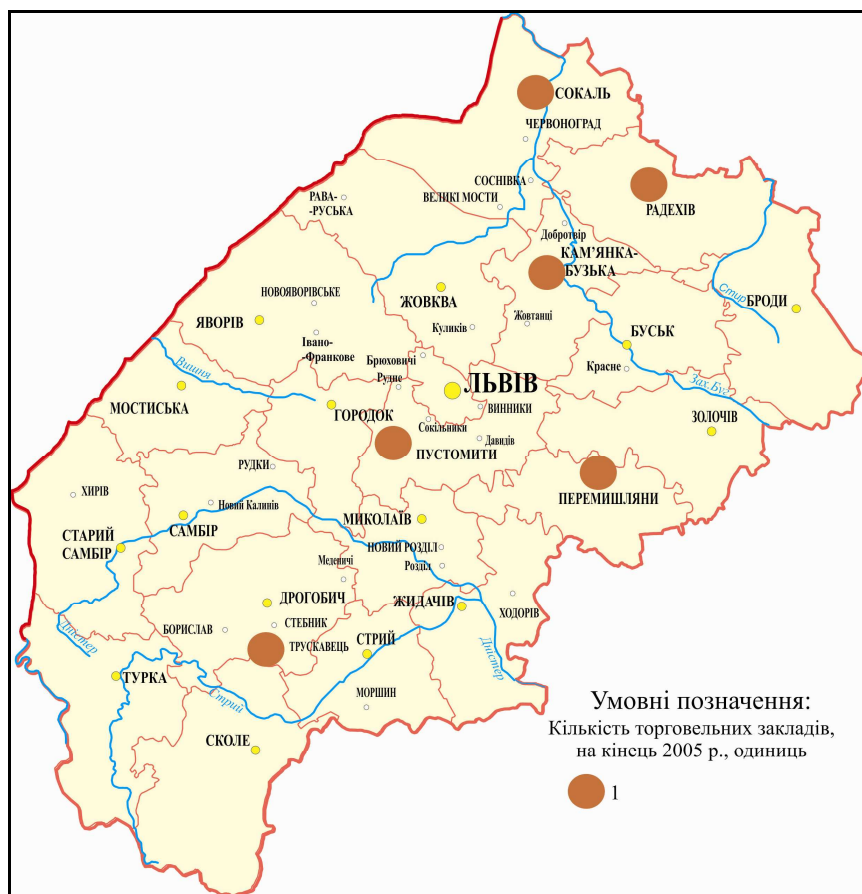 СОКАЛЬ
ЧЕРВОНОГРАД
СОСНІВКА
РАВА-
-РУСЬКА
ВЕЛИКІ МОСТИ
РАДЕХІВ
Добротвір
КАМ’ЯНКА-
БУЗЬКА
НОВОЯВОРІВСЬКЕ
ЖОВКВА
Стир
БРОДИ
ЯВОРІВ
Куликів
Жовтанці
БУСЬК
Івано-
-Франкове
Брюховичі
Рудне
Красне
Вишня
ЛЬВІВ
Зах.Буг
МОСТИСЬКА
ГОРОДОК
ВИННИКИ
Сокільники
Давидів
ЗОЛОЧІВ
ПУСТОМИТИ
РУДКИ
ХИРІВ
ПЕРЕМИШЛЯНИ
Новий Калинів
САМБІР
МИКОЛАЇВ
СТАРИЙ
САМБІР
НОВИЙ РОЗДІЛ
Розділ
Меденичі
ДРОГОБИЧ
ЖИДАЧІВ
ХОДОРІВ
БОРИСЛАВ
СТЕБНИК
Дністер
ТРУСКАВЕЦЬ
СТРИЙ
Дністер
ТУРКА
Стрий
МОРШИН
СКОЛЕ
Умовні позначення:
Кількість торговельних закладів,
на кінець 2005 р., одиниць
1